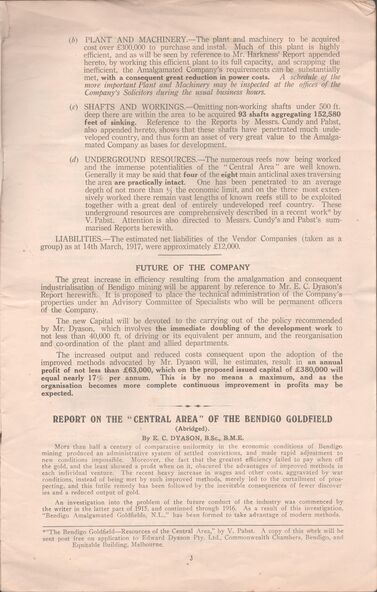 (b) PLANT AND MACHINERY.—The plant and machinery to be acquired
cost over £300,000 to purchase and instal. Much of this plant is highly
efficient, and as will be seen by reference to Mr. Harkness' Report appended
hereto, by working this efficient plant to its full capacity, and scrapping the
inefficient, the Amalgamated Company's requirements can be substantially
met, with a consequent great reduction in power costs. A schedule of the
more important Plant and Machinery may be inspected at the offices of the
Company's Solicitors during the usual business hours.
(c) SHAFTS AND WORKINGS.—Omitting non-working shafts under 500 ft.
deep there are within the area to be acquired 93 shafts aggregating 152,580
feet of sinking. Reference to the Reports by Messrs. Cundy and Pabst,
also appended hereto, shows that these shafts have penetrated much unde-
veloped country, and thus form an asset of very great value to the Amalga-
mated Company as bases for development.
(d) UNDERGROUND RESOURCES.—The numerous reefs now being worked
and the immense potentialities of the "Central Area" are well known.
Generally it may be said that four of the eight main anticlinal axes traversing
the area are practically intact. One has been penetrated to an average
depth of not more than ⅓ the economic limit, and on the three most exten-
sively worked there remain vast lengths of known reefs still to be exploited
together with a great deal of entirely undeveloped reef country. These
underground resources are comprehensively described in a recent work* by
V. Pabst. Attention is also directed to Messrs. Cundy's and Pabst's sum-
marised Reports herewith.
LIABILITIES.—The estimated net liabilities of the Vendor Companies (taken as a
group) as at 14th March, 1917, were approximately £12,000.
FUTURE OF THE COMPANY
The great increase in efficiency resulting from the amalgamation and consequent
industrialisation of Bendigo mining will be apparent by reference to Mr. E. C. Dyason's
Report herewith. It is proposed to place the technical administration of the Company's
properties under an Advisory Committee of Specialists who will be permanent officers
of the Company.
The new Capital will be devoted to the carrying out of the policy recommended
by Mr. Dyason, which involves the immediate doubling of the development work to
not less than 40,000 ft. of driving or its equivalent per annum, and the reorganisation
and co-ordination of the plant and allied departments.
The increased output and reduced costs consequent upon the adoption of the
improved methods advocated by Mr. Dyason will, he estimates, result in an annual
profit of not less than £63,000, which on the proposed issued capital of £380,000 will
equal nearly 17% per annum. This is by no means a maximum, and as the
organisation becomes more complete continuous improvement in profits may be
expected.
REPORT ON THE "CENTRAL AREA" OF THE BENDIGO GOLDFIELD
(Abridged).
By E. C. DYASON, B.Sc., B.M.E.
More than half a century of comparative uniformity in the economic conditions of Bendigo
mining produced an administrative system of settled convictions, and made rapid adjustment to
new conditions impossible. Moreover, the fact that the greatest efficiency failed to pay when off
the gold, and the least showed a profit when on it, obscured the advantages of improved methods in
each individual venture. The recent heavy increase in wages and other costs, aggravated by war
conditions, instead of being met by such improved methods, merely led to the curtailment of pros-
pecting, and this futile remedy has been followed by the inevitable consequences of fewer discover
ies and a reduced output of gold.
An investigation into the problem of the future conduct of the industry was commenced by
the writer in the latter part of 1915, and continued through 1916. As a result of this investigation,
"Bendigo Amalgamated Goldfields, N.L.," has been formed to take advantage of modern methods.
*"The Bendigo Goldfield—Resources of the Central Area," by V. Pabst. A copy of this work will be
sent post free on application to Edward Dyason Pty. Ltd., Commonwealth Chambers, Bendigo, and
Equitable Building, Melbourne.
3